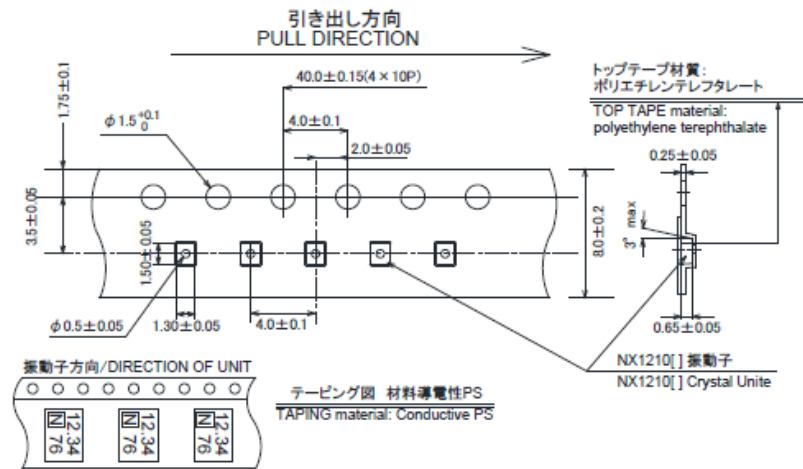 引き出し方向
PULL DIRECTION
1.75±0.1
40.0±0.15(4×10P)
φ1.5 +0.1 0
4.0±0.1
2.0±0.05
トップテープ材質:
ポリエチレンテレフタレート
TOP TAPE material:
polyethylene terephthalate
0.25±0.05
3.5±0.05
1.50±0.05
8.0±0.2
3° max
φ0.5±0.05
1.30±0.05
4.0±0.1
0.65±0.05
NX1210[ ] 振動子
NX1210[ ] Crystal Unite
振動子方向/DIRECTION OF UNIT
テーピング図 材料導電性PS
TAPING material: Conductive PS
12.34
N 76
12.34
N 76
12.34
N 76